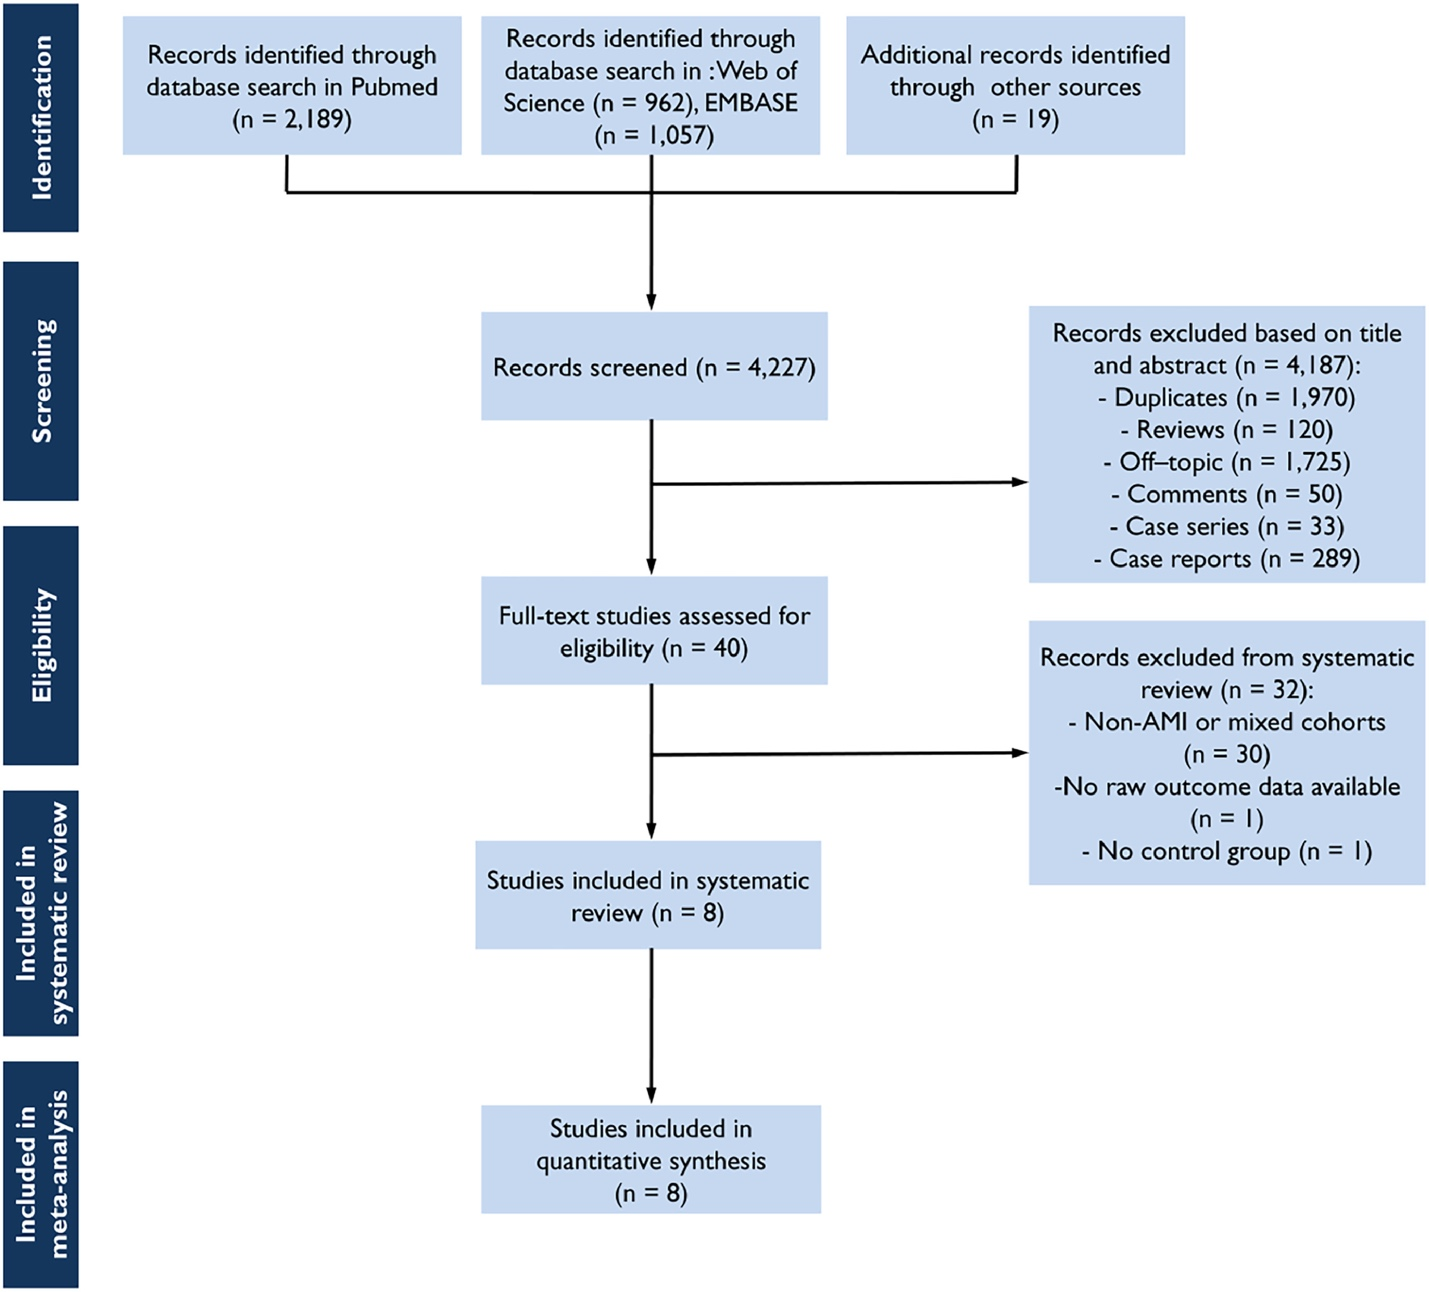 Identification
Records identified through
database search in Pubmed
(n = 2,189)
Records identified through
database search in :Web of
Science (n = 962), EMBASE
(n = 1,057)
Additional records identified
through other sources
(n = 19)
Screening
Records screened (n = 4,227)
Records excluded based on title
and abstract (n = 4,187):
- Duplicates (n = 1,970)
- Reviews (n = 120)
- Off–topic (n = 1,725)
- Comments (n = 50)
- Case series (n = 33)
- Case reports (n = 289)
Eligibility
Full-text studies assessed for
eligibility (n = 40)
Records excluded from systematic
review (n = 32):
- Non-AMI or mixed cohorts
(n = 30)
-No raw outcome data available
(n = 1)
- No control group (n = 1)
Included in
systematic review
Studies included in systematic
review (n = 8)
Included in
meta-analysis
Studies included in
quantitative synthesis
(n = 8)